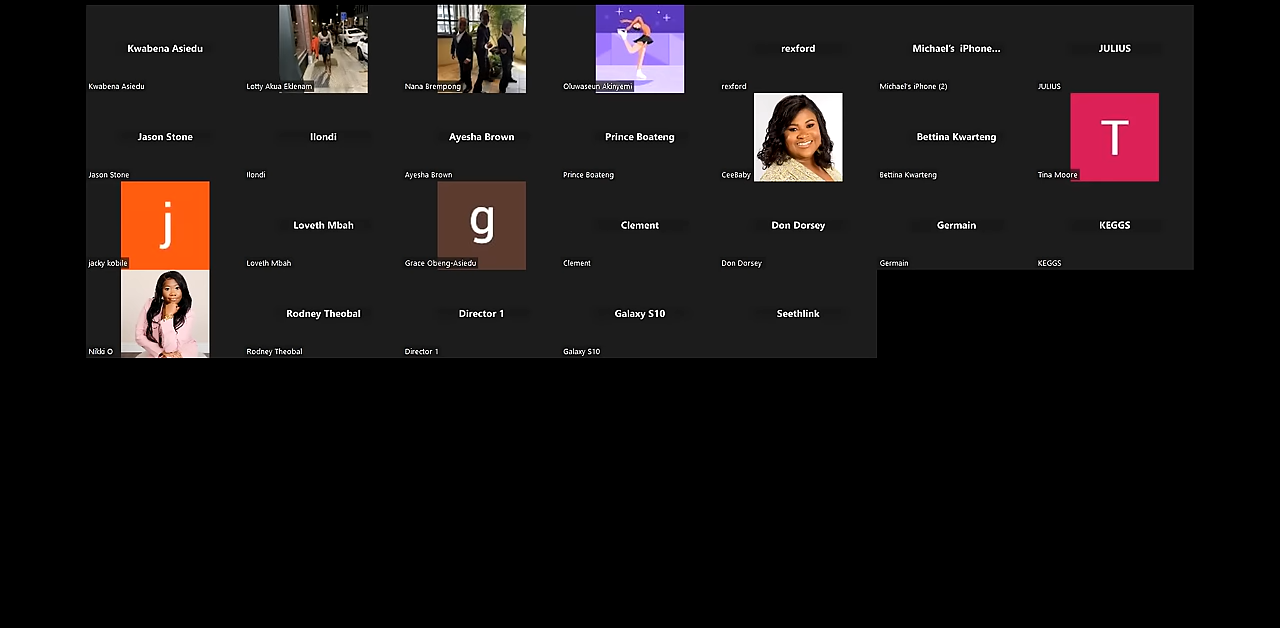 Kwabena Asiedu
rexford
Michael's iPhone...
JULIUS
Kwabena Asiedu
Lotty Akua Eklenam
Nana Brempong
Oluwaseun Akinyemi
rexford
Michael's iPhone (2)
JULIUS
Jason Stone
Ilondi
Ayesha Brown
Prince Boateng
Bettina Kwarteng
T
Jason Stone
Ilondi
Ayesha Brown
Prince Boateng
CeeBaby
Bettina Kwarteng
Tina Moore
j
Loveth Mbah
g
Clement
Don Dorsey
Germain
KEGGS
jacky kobile
Loveth Mbah
Grace Obeng-Asiedu
Clement
Don Dorsey
Germain
KEGGS
Rodney Theobal
Director 1
Galaxy S10
Seethlink
Nikki O
Rodney Theobal
Director 1
Galaxy S10